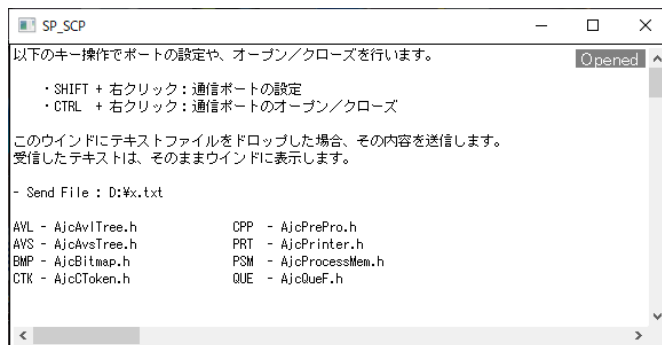 SP_SCP
以下のキー操作でポートの設定や、オープン／クローズを行います。
Opened
・SHIFT + 右クリック：通信ポートの設定
・CTRL + 右クリック：通信ポートのオープン／クローズ
このウインドにテキストファイルをドロップした場合、その内容を送信します。
受信したテキストは、そのままウインドに表示します。
- Send File : D:¥x.txt
AVL - AjcAvlTree.h CPP - AjcPrePro.h
AVS - AjcAvsTree.h PRT - AjcPrinter.h
BMP - AjcBitmap.h PSM - AjcProcessMem.h
CTK - AjcCToken.h QUE - AjcQueF.h